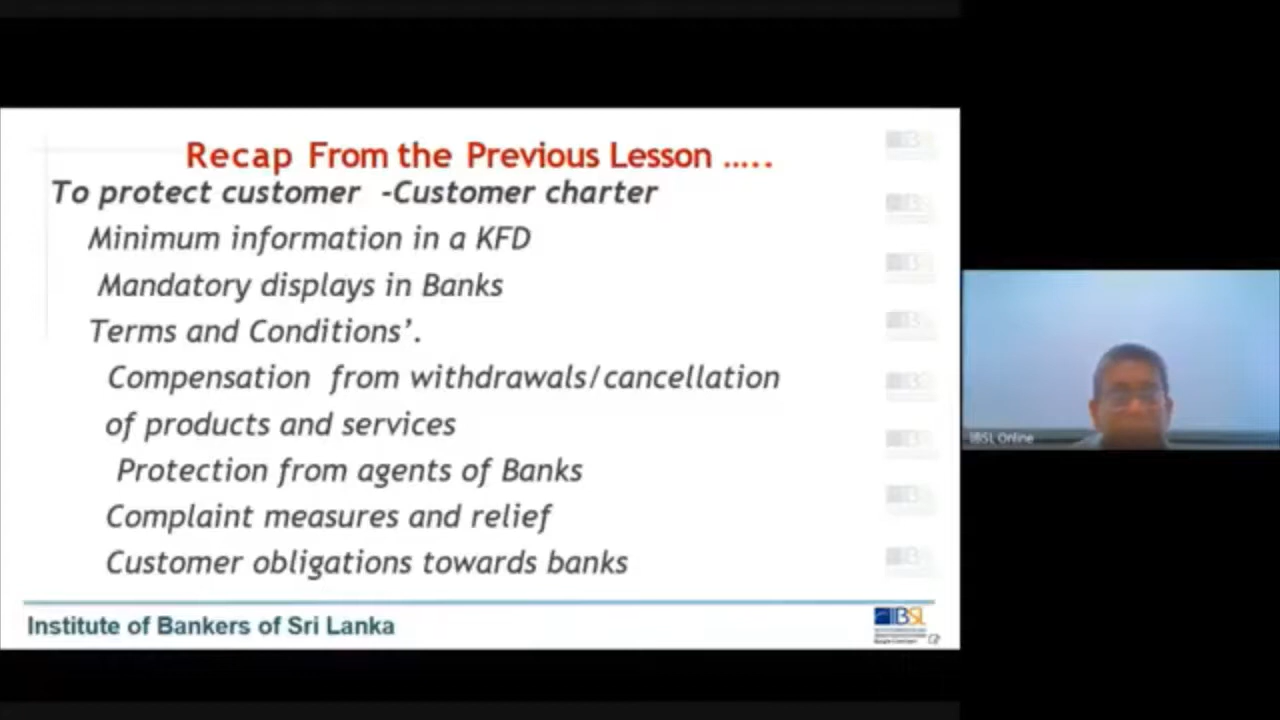 Recap From the Previous Lesson …..
To protect customer -Customer charter
Minimum information in a KFD
Mandatory displays in Banks
Terms and Conditions’.
Compensation from withdrawals/cancellation
of products and services
Protection from agents of Banks
Complaint measures and relief
Customer obligations towards banks
Institute of Bankers of Sri Lanka
IBSL
IBSL Online